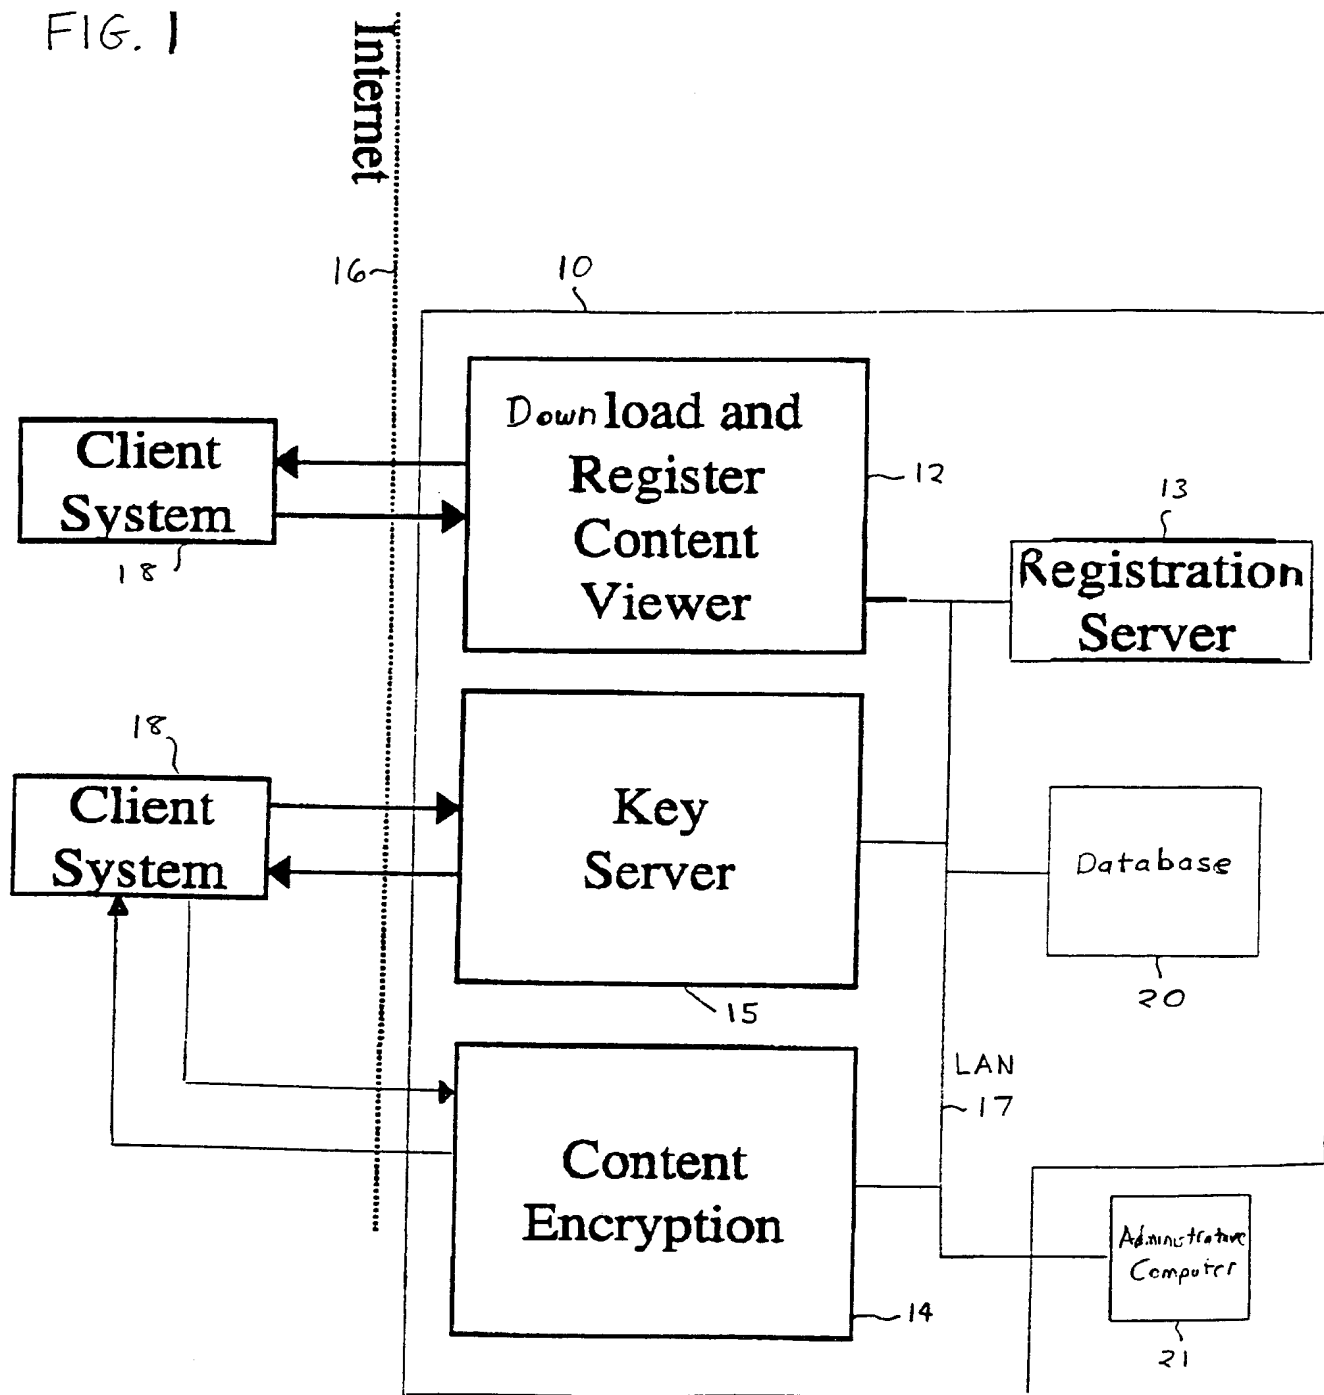 FIG. 1
Internet
16
10
Download and
Register
Content
Viewer
12
Client
System
18
13
Registration
Server
18
Client
System
Key
Server
15
Database
20
LAN
17
Content
Encryption
14
Administrative
Computer
21